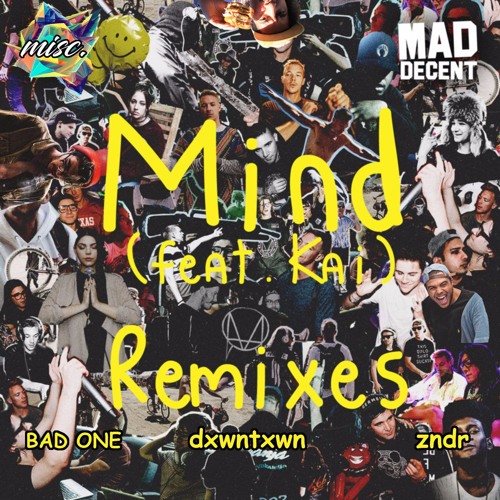 misc.
MAD
DECENT
Mind
(feat. Kai)
Remixes
BAD ONE dxwntxwn zndr